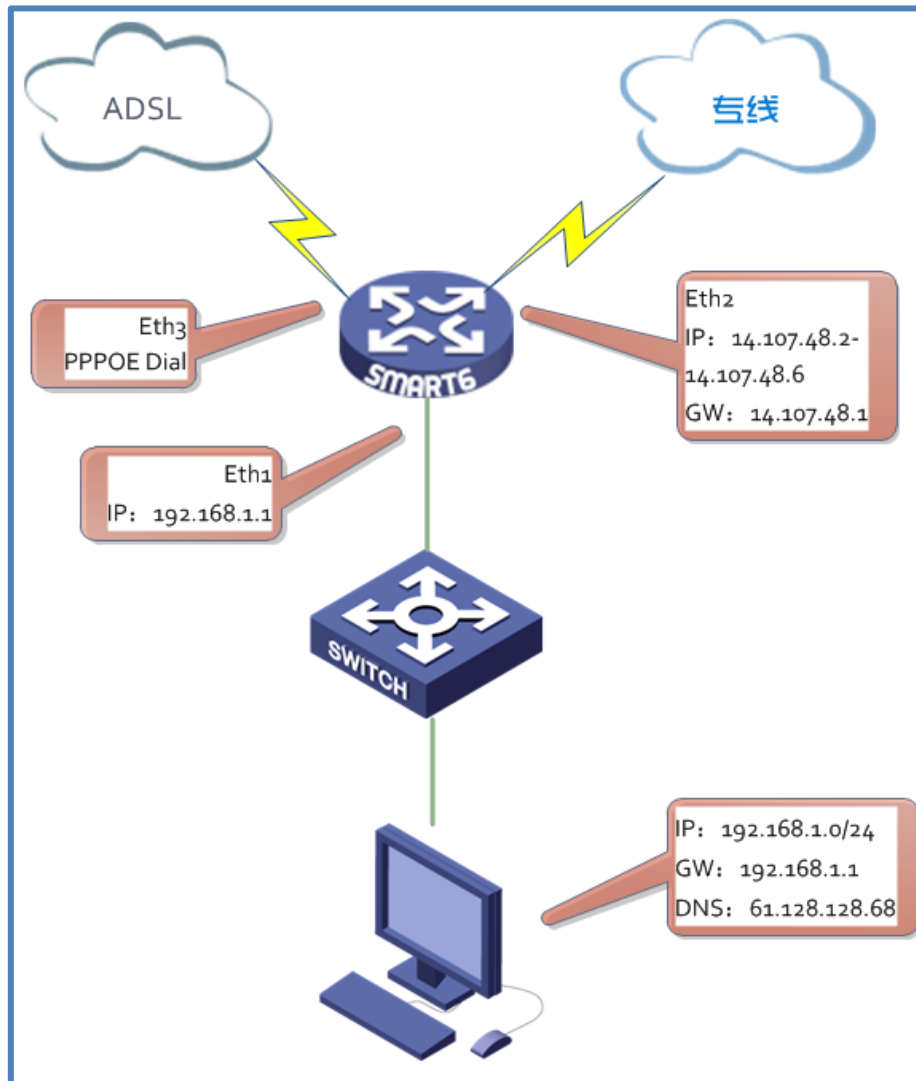 ADSL
专线
Eth3
PPPOE Dial
Eth2
IP：14.107.48.2-
14.107.48.6
GW：14.107.48.1
SMART6
Eth1
IP：192.168.1.1
SWITCH
IP：192.168.1.0/24
GW：192.168.1.1
DNS：61.128.128.68